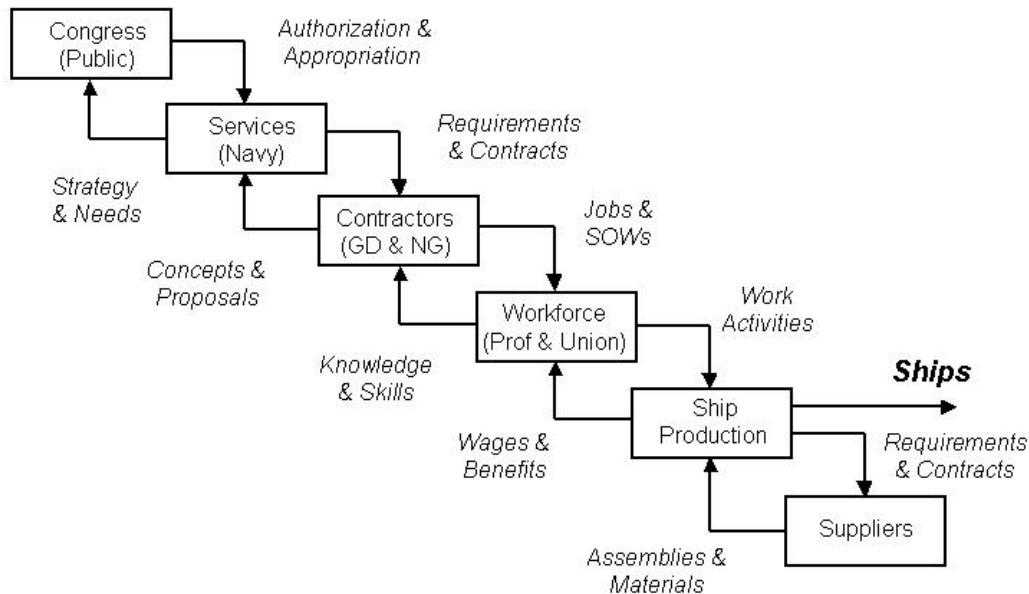 Congress
(Public)
Authorization &
Appropriation
Services
(Navy)
Requirements
& Contracts
Strategy
& Needs
Contractors
(GD & NG)
Jobs &
SOWs
Concepts &
Proposals
Workforce
(Prof & Union)
Work
Activities
Knowledge
& Skills
Ships
Ship
Production
Wages &
Benefits
Requirements
& Contracts
Suppliers
Assemblies &
Materials